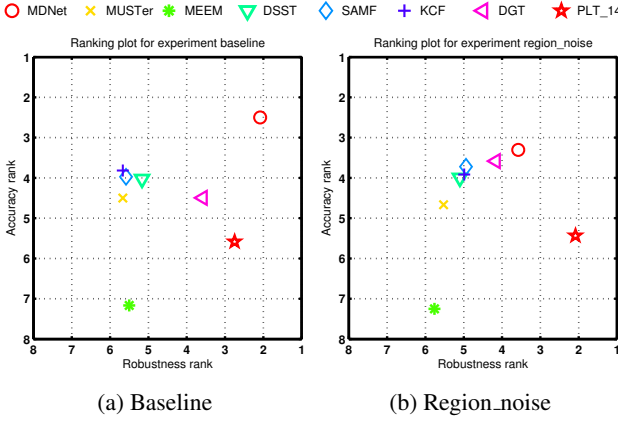 MDNet MUSTer MEEM DSST SAMF KCF DGT PLT_14
Ranking plot for experiment baseline
1
2
3
4
5
6
7
8
Accuracy rank
8 7 6 5 4 3 2 1
Robustness rank
(a) Baseline
Ranking plot for experiment region_noise
1
2
3
4
5
6
7
8
Accuracy rank
8 7 6 5 4 3 2 1
Robustness rank
(b) Region_noise